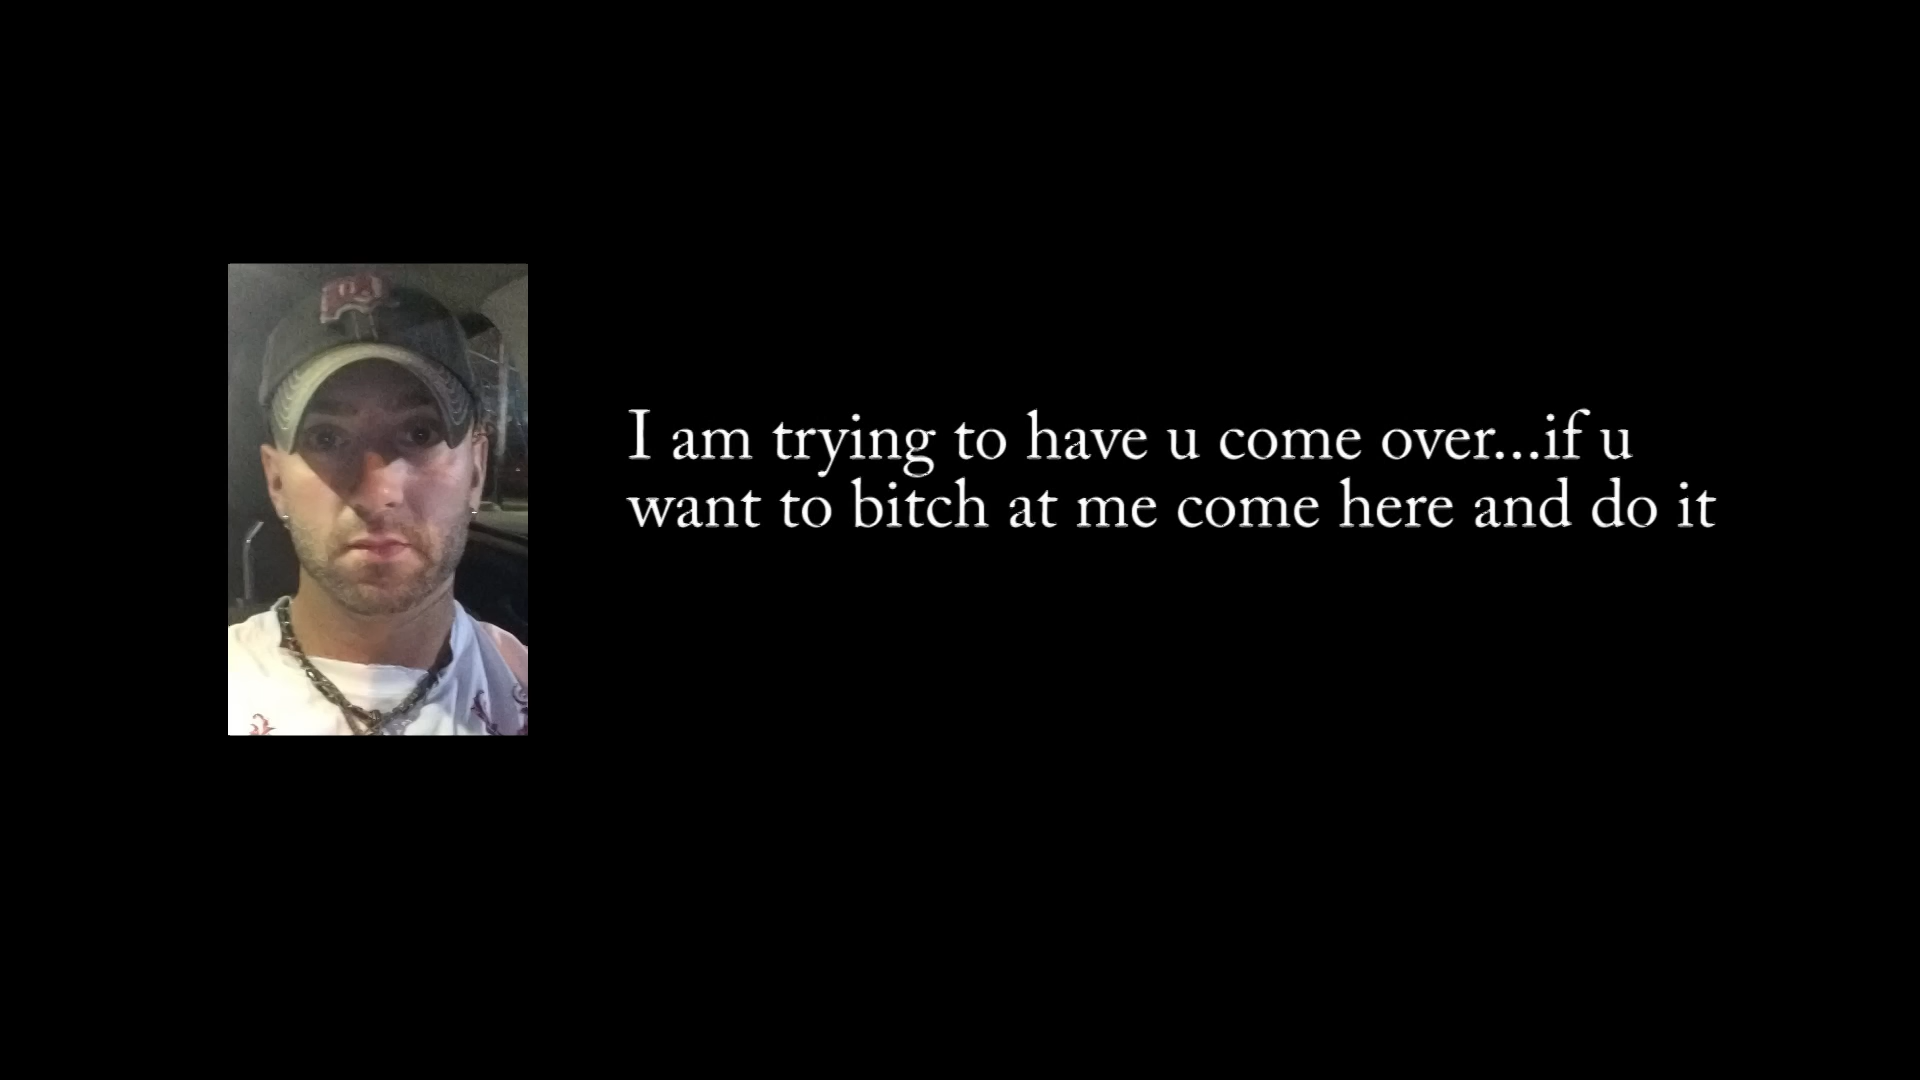 I am trying to have u come over...if u
want to bitch at me come here and do it